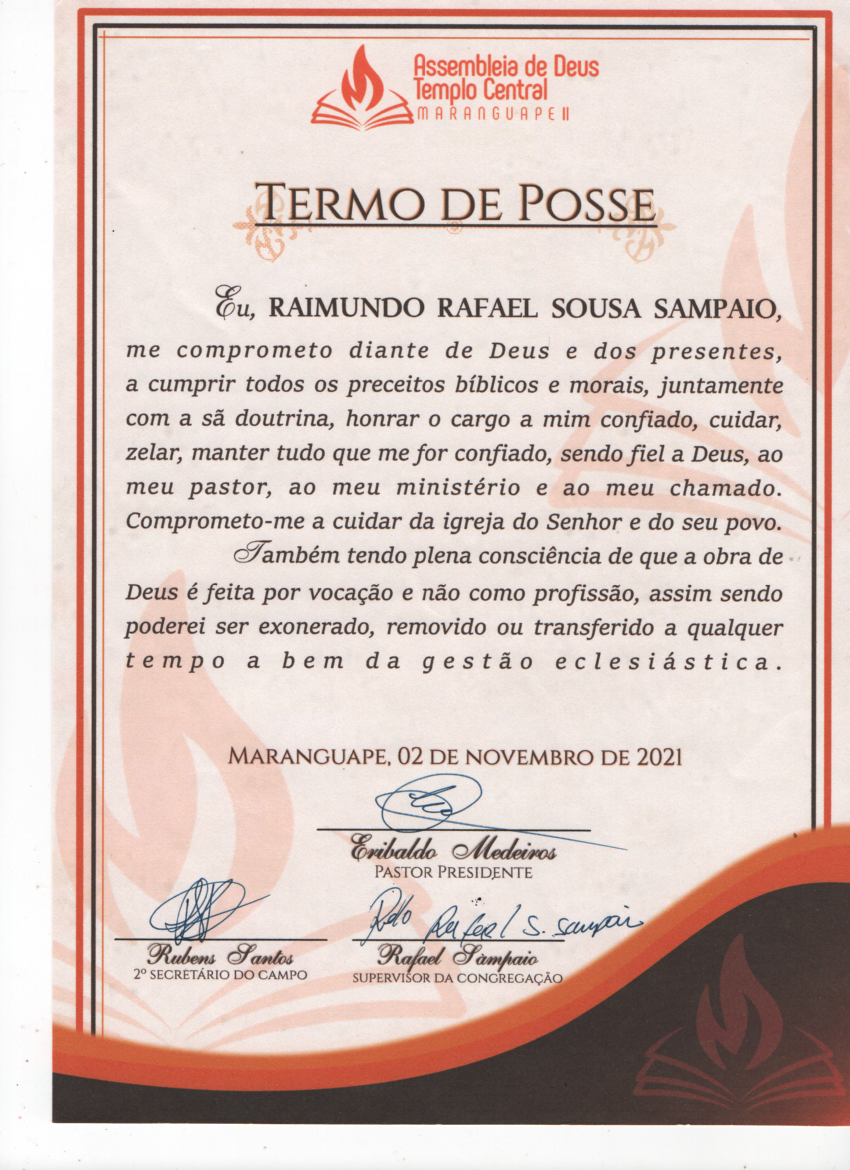 Assembleia de Deus
Templo Central
MARANGUAPE II
TERMO DE POSSE
Eu, RAIMUNDO RAFAEL SOUSA SAMPAIO,
me comprometo diante de Deus e dos presentes,
a cumprir todos os preceitos bíblicos e morais, juntamente
com a sã doutrina, honrar o cargo a mim confiado, cuidar,
zelar, manter tudo que me for confiado, sendo fiel a Deus, ao
meu pastor, ao meu ministério e ao meu chamado.
Comprometo-me a cuidar da igreja do Senhor e do seu povo.
Também tendo plena consciência de que a obra de
Deus é feita por vocação e não como profissão, assim sendo
poderei ser exonerado, removido ou transferido a qualquer
tempo a bem da gestão eclesiástica.
MARANGUAPE, 02 DE NOVEMBRO DE 2021
Eribaldo Medeiros
PASTOR PRESIDENTE
Rafael S. Sampaio
Rubens Santos
2º SECRETÁRIO DO CAMPO
Rafael Sampaio
SUPERVISOR DA CONGREGAÇÃO